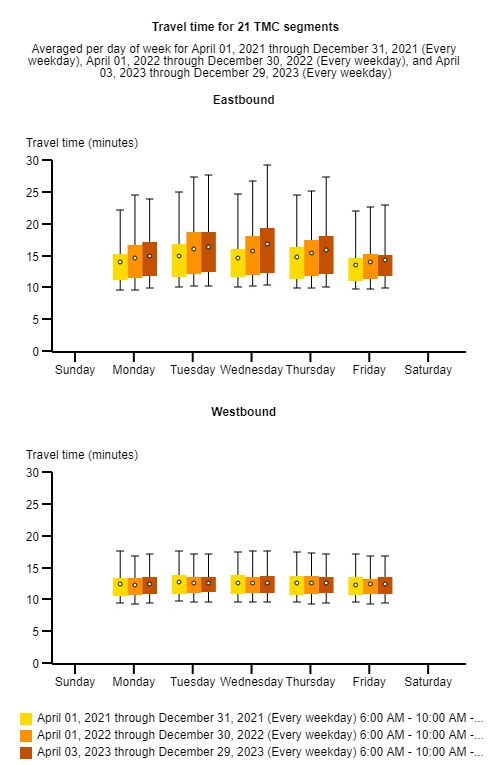 Travel time for 21 TMC segments
Averaged per day of week for April 01, 2021 through December 31, 2021 (Every
weekday), April 01, 2022 through December 30, 2022 (Every weekday), and April
03, 2023 through December 29, 2023 (Every weekday)
Eastbound
Travel time (minutes)
30
25
20
15
10
5
0
Sunday Monday Tuesday Wednesday Thursday Friday Saturday
Westbound
Travel time (minutes)
30
25
20
15
10
5
0
Sunday Monday Tuesday Wednesday Thursday Friday Saturday
April 01, 2021 through December 31, 2021 (Every weekday) 6:00 AM - 10:00 AM -...
April 01, 2022 through December 30, 2022 (Every weekday) 6:00 AM - 10:00 AM -...
April 03, 2023 through December 29, 2023 (Every weekday) 6:00 AM - 10:00 AM -...